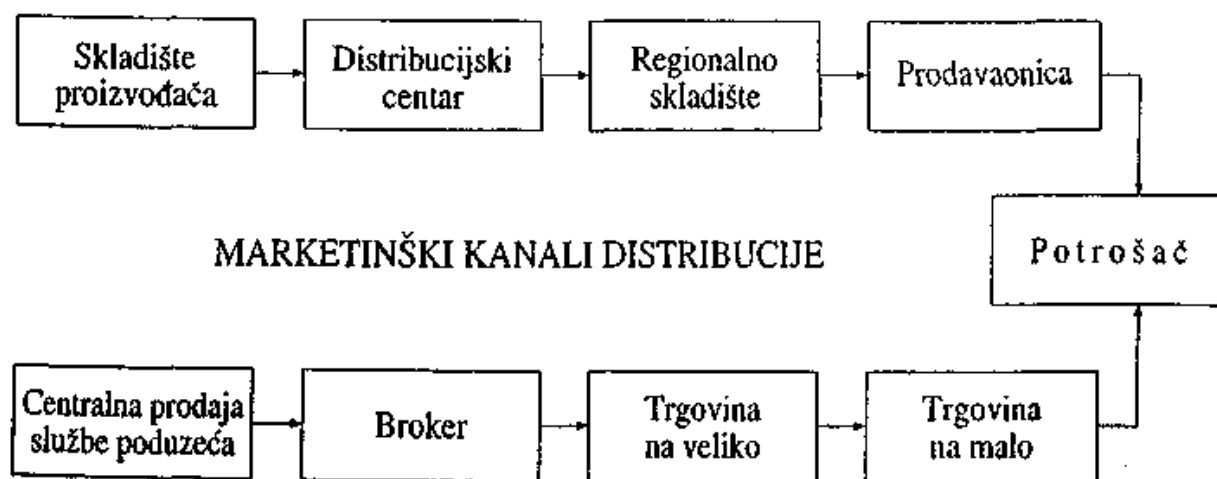 Skladište
proizvođača
Distribucijski
centar
Regionalno
skladište
Prodavaonica
MARKETINŠKI KANALI DISTRIBUCIJE
Potrošač
Centralna prodaja
službe poduzeća
Broker
Trgovina
na veliko
Trgovina
na malo